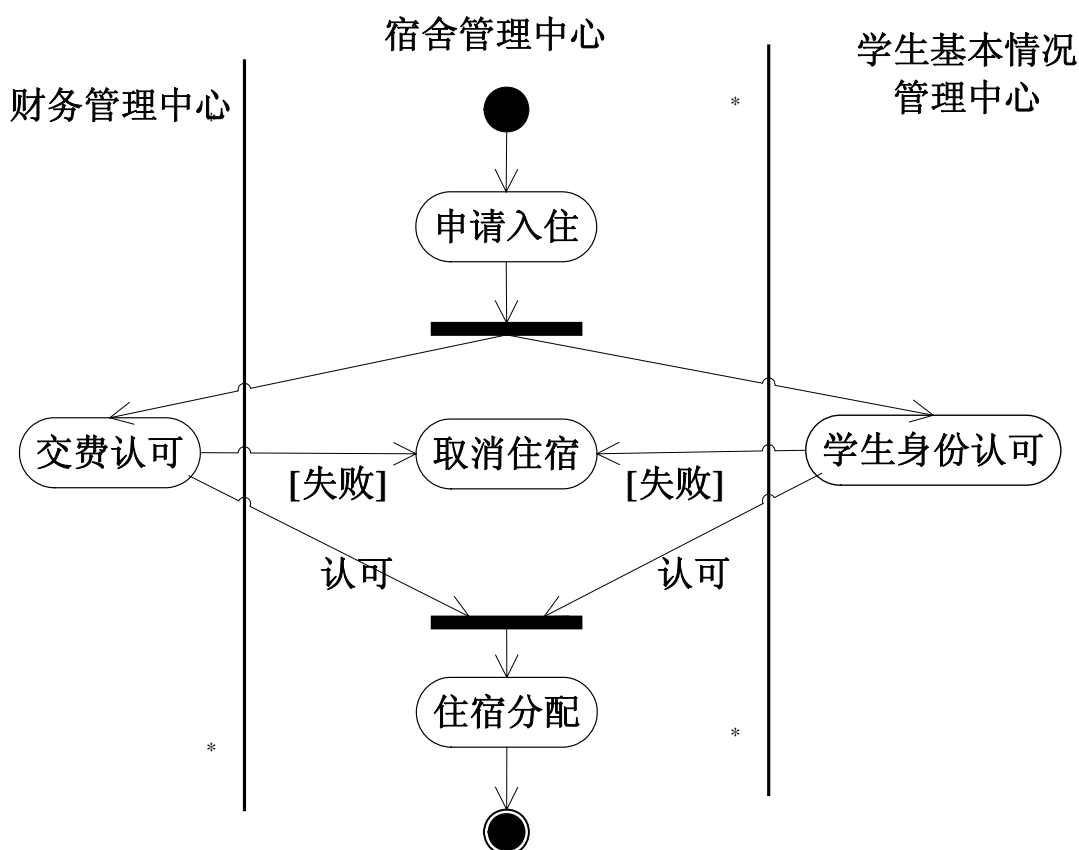 宿舍管理中心
学生基本情况
管理中心
财务管理中心
*
*
申请入住
交费认可
取消住宿
学生身份认可
[失败]
[失败]
认可
认可
住宿分配
*
*